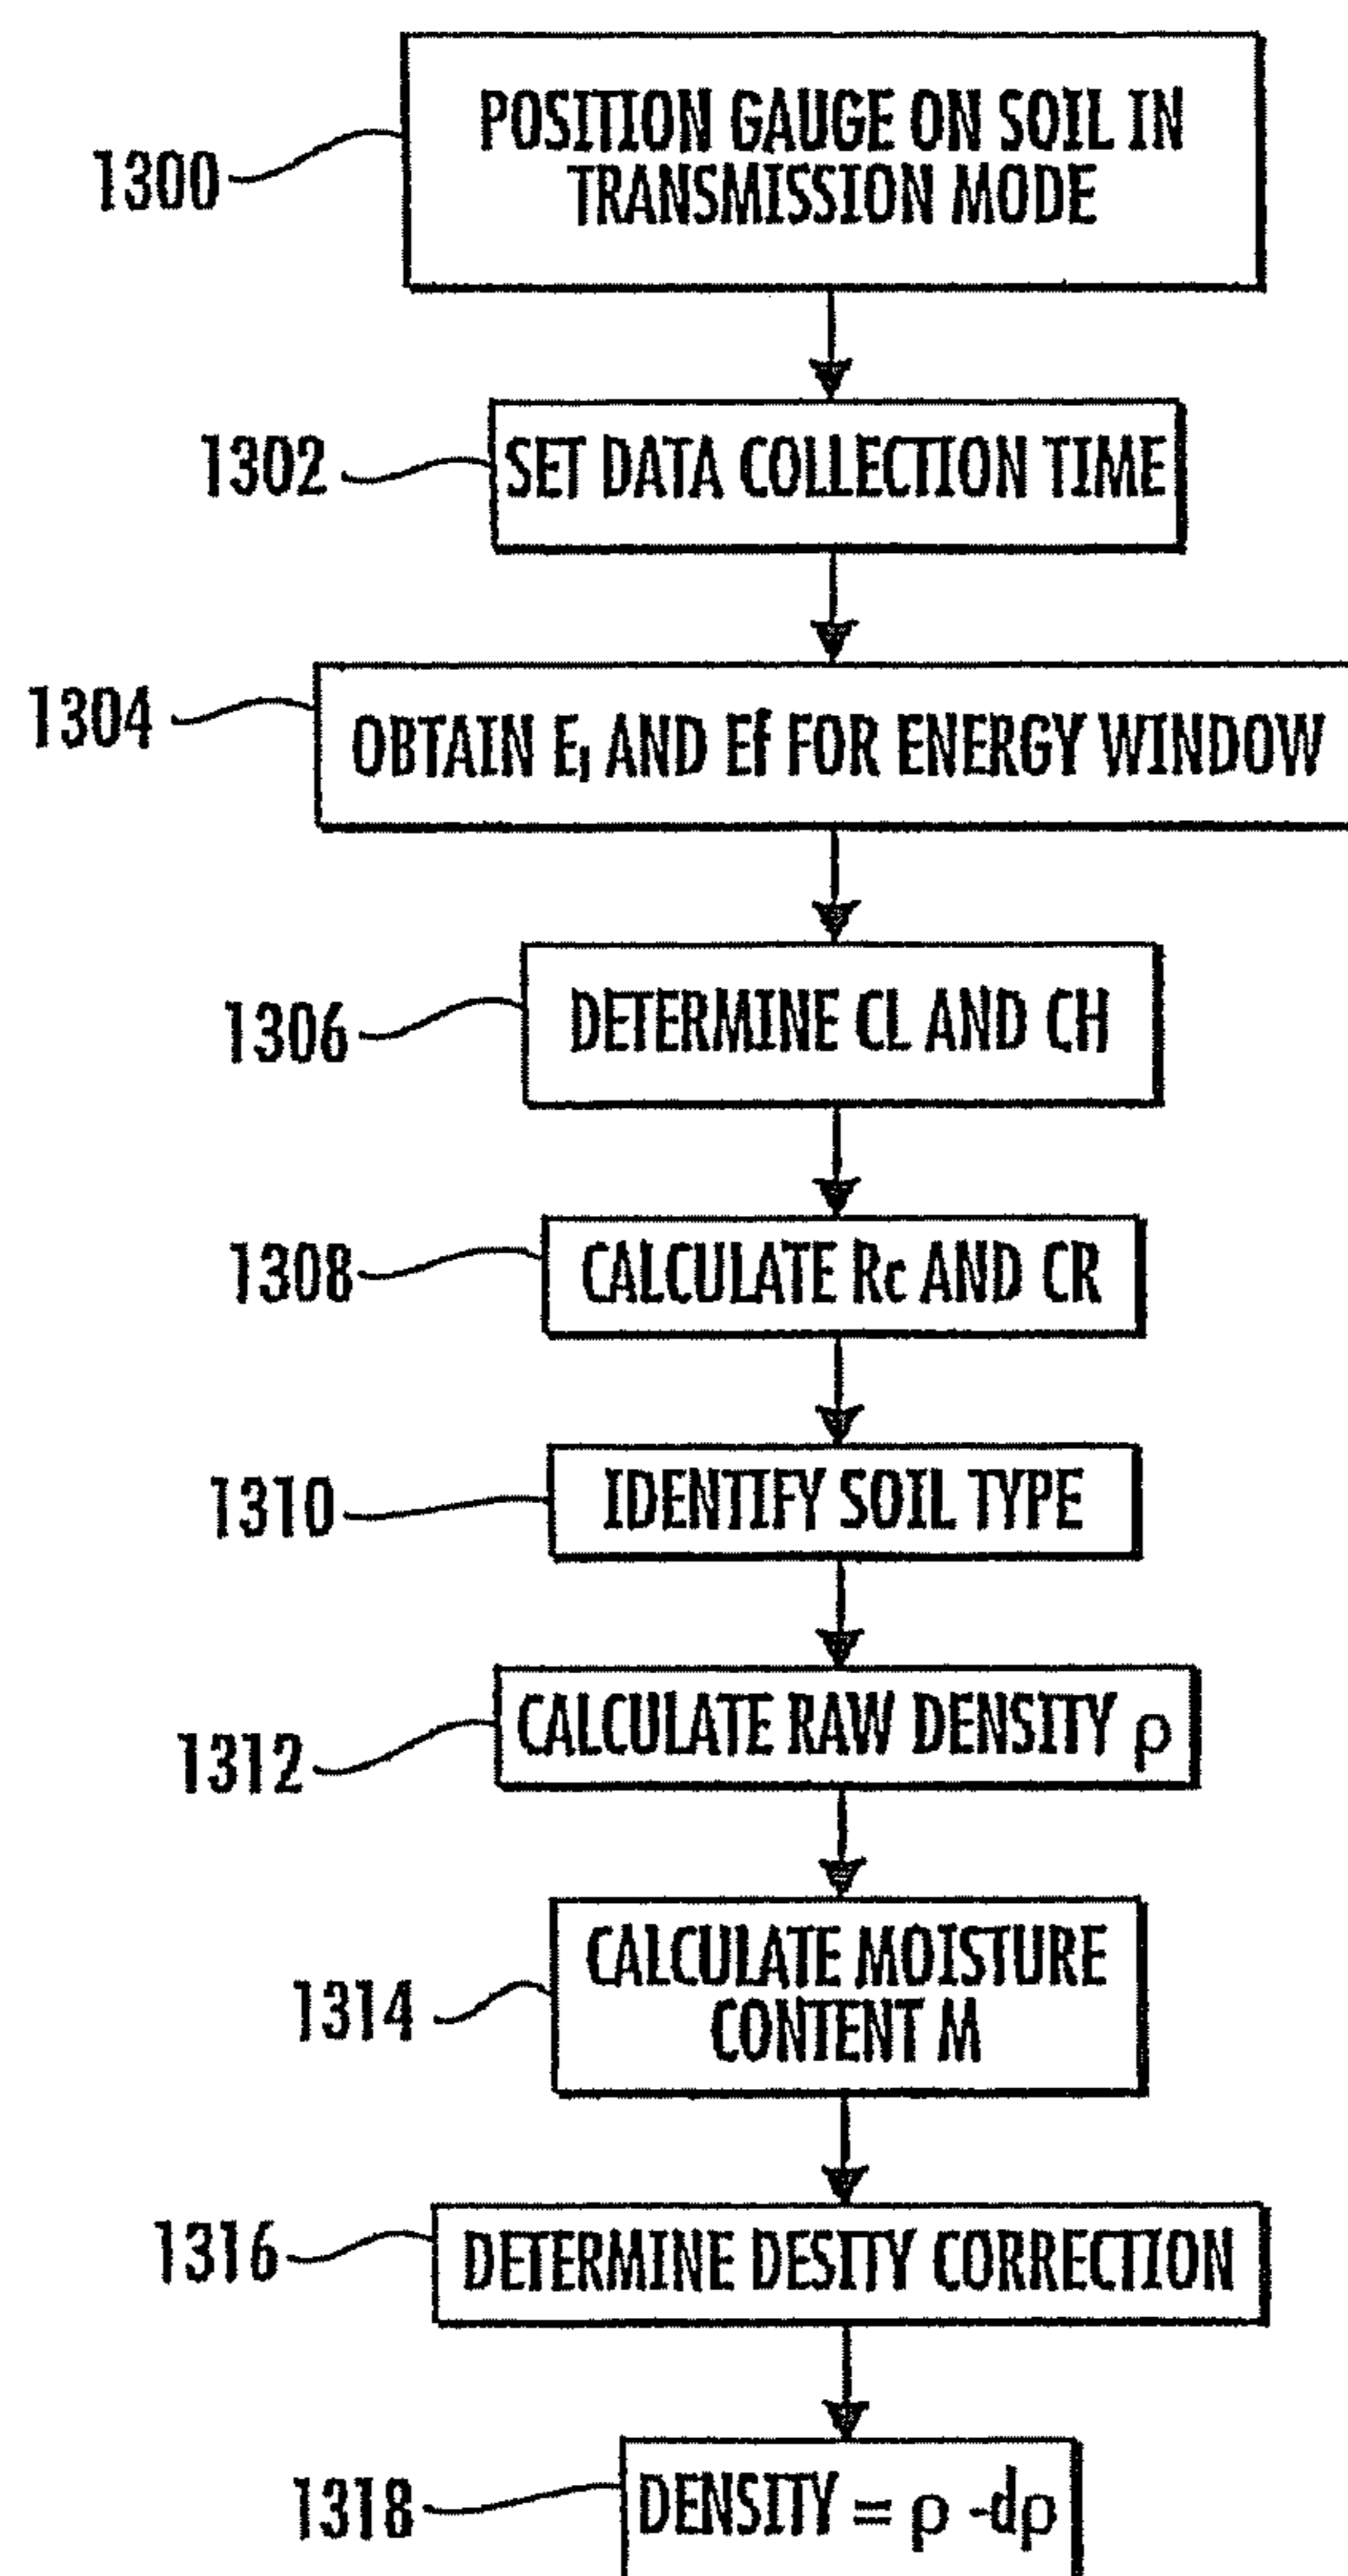 POSITION GAUGE ON SOIL IN
TRANSMISSION MODE
1300
SET DATA COLLECTION TIME
1302
OBTAIN E₁ AND Ef FOR ENERGY WINDOW
1304
DETERMINE CL AND CH
1306
CALCULATE Rc AND CR
1308
IDENTIFY SOIL TYPE
1310
CALCULATE RAW DENSITY ρ
1312
CALCULATE MOISTURE
CONTENT M
1314
DETERMINE DESITY CORRECTION
1316
DENSITY = ρ -dρ
1318